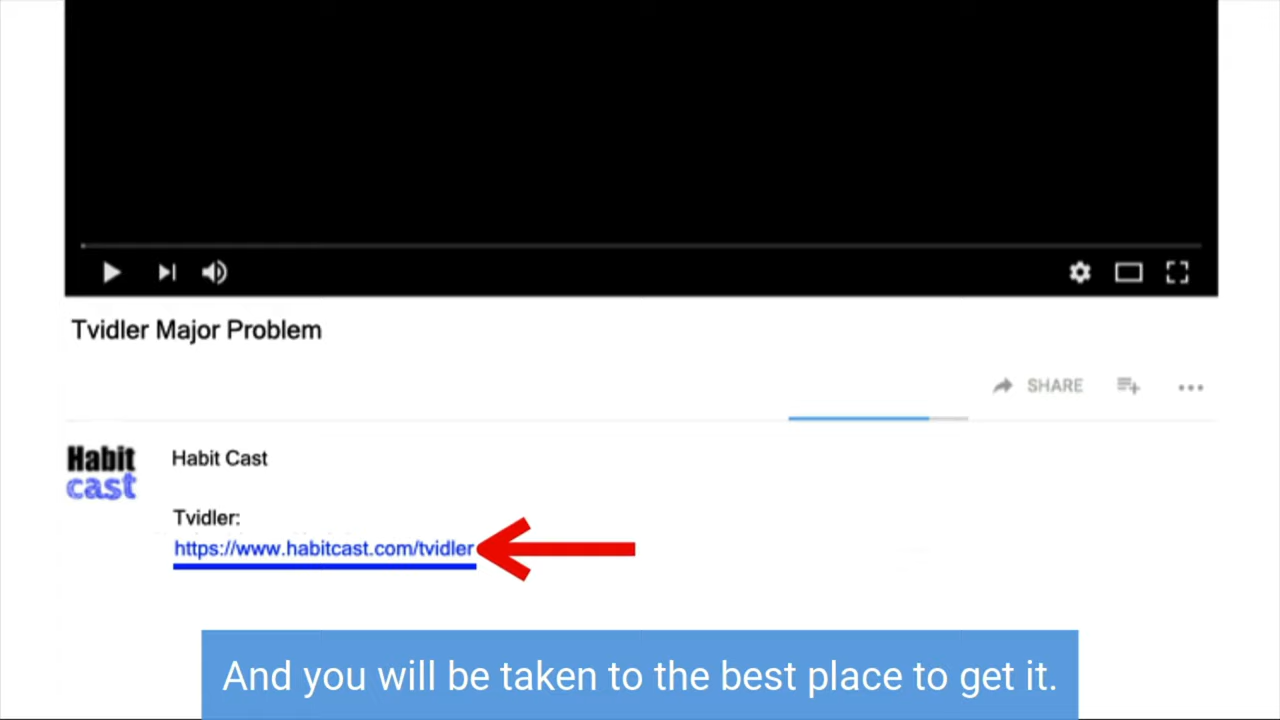 Tvidler Major Problem
SHARE
Habit
cast
Habit Cast
Tvidler:
https://www.habitcast.com/tvidler
And you will be taken to the best place to get it.